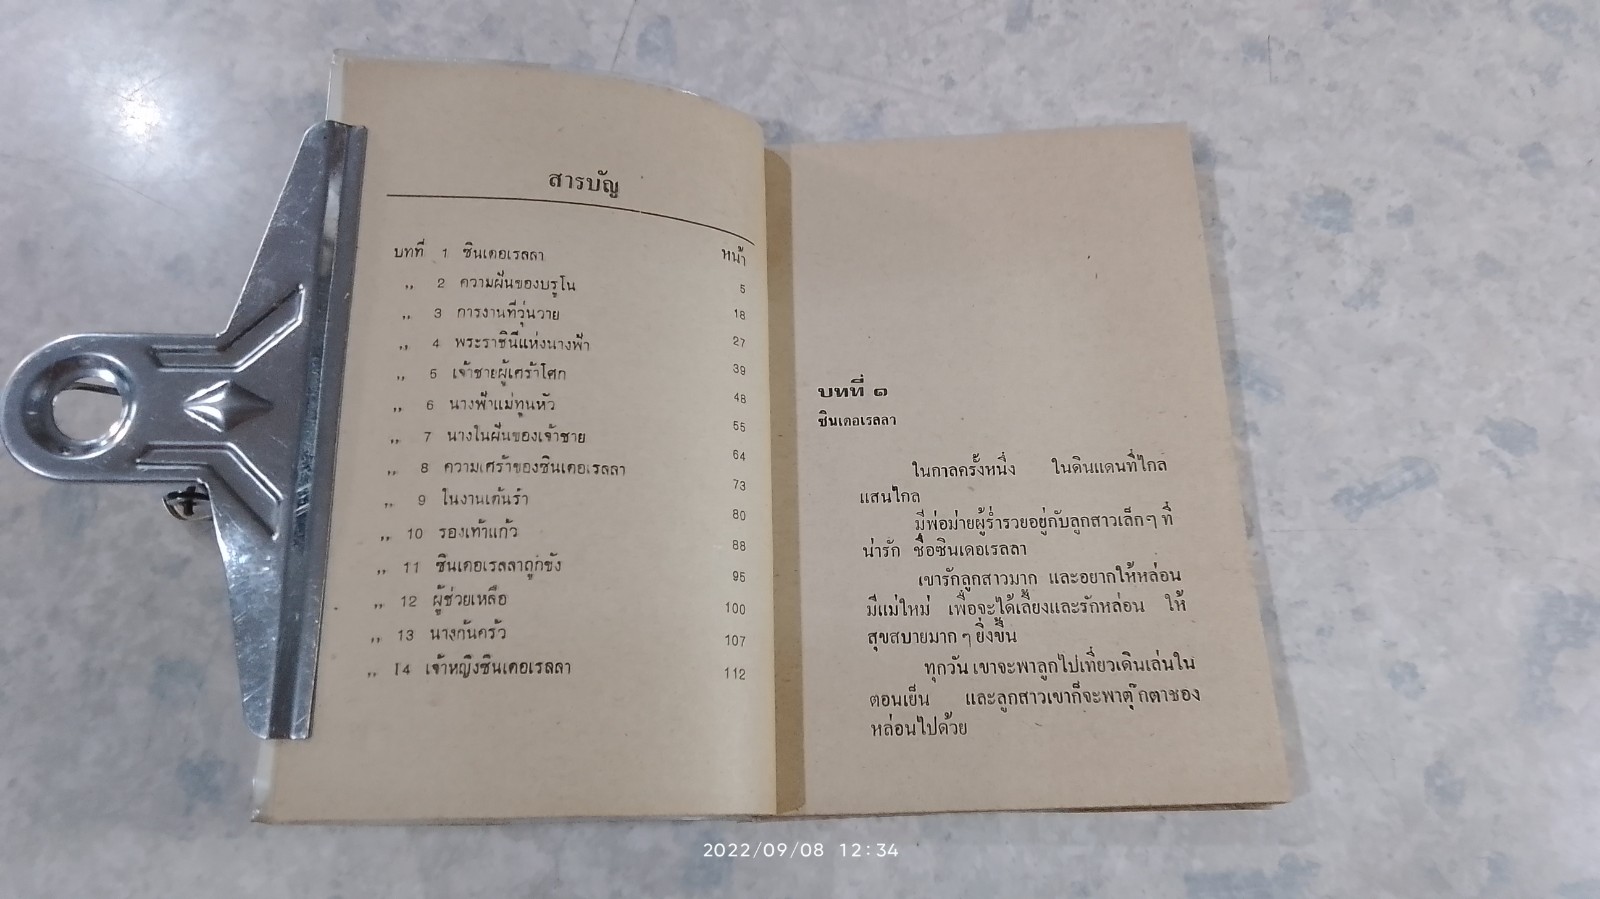 สารบัญ
บทที่ 1 ซินเดอเรลลา หน้า
,, 2 ความฝันของบรูโน 5
,, 3 การงานที่วุ่นวาย 18
,, 4 พระราชินีแห่งนางฟ้า 27
,, 5 เจ้าชายผู้เศร้าโศก 39
,, 6 นางฟ้าแม่ทูนหัว 48
,, 7 นางในฝันของเจ้าชาย 55
,, 8 ความเศร้าของซินเดอเรลลา 64
,, 9 ในงานเต้นรำ 73
,, 10 รองเท้าแก้ว 80
,, 11 ซินเดอเรลลาถูกขัง 88
,, 12 ผู้ช่วยเหลือ 95
,, 13 นางก้นครัว 100
,, 14 เจ้าหญิงซินเดอเรลลา 107
112
บทที่ ๑
ซินเดอเรลลา
ในกาลครั้งหนึ่ง ในดินแดนที่ไกล
แสนไกล
มีพ่อม่ายผู้ร่ำรวยอยู่กับลูกสาวเล็กๆ ที่
น่ารัก ชื่อซินเดอเรลลา
เขารักลูกสาวมาก และอยากให้หล่อน
มีแม่ใหม่ เพื่อจะได้เลี้ยงและรักหล่อน ให้
สุขสบายมาก ๆ ยิ่งขึ้น
ทุกวัน เขาจะพาลูกไปเที่ยวเดินเล่นใน
ตอนเย็น และลูกสาวเขาก็จะพาตุ๊กตาของ
หล่อนไปด้วย
2022/09/08 12:34